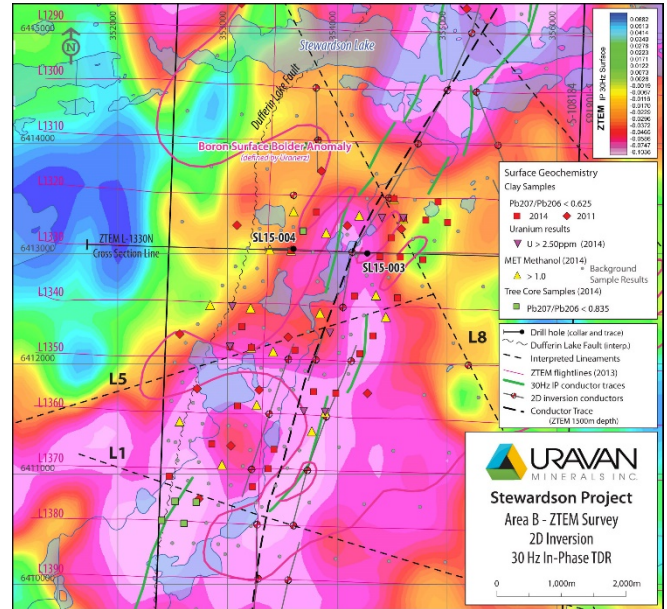 L1290
6415000
352000
353000
354000
355000
356000
N
Stewardson Lake
L1300
Dufferin Lake Fault
L1310
6414000
Boron Surface Bolder Anomaly
(defined by Uranerz)
S-108184
L1320
SL15-004
L1330
6413000
ZTEM L-1330N
Cross Section Line
SL15-003
L1340
L1350
6412000
L5
L8
L1360
L1
L1370
6411000
L1380
L1390
6410000
ZTEM IP 30Hz Surface
Surface Geochemistry
Clay Samples
Pb207/Pb206 < 0.625
2014
2011
Uranium results
U > 2.50ppm (2014)
MET Methanol (2014)
> 1.0
Background
Sample Results
Tree Core Samples (2014)
Pb207/Pb206 < 0.835
Drill hole (collar and trace)
Dufferin Lake Fault (interp.)
Interpreted Lineaments
ZTEM flightlines (2013)
30Hz IP conductor traces
2D inversion conductors
Conductor Trace
(ZTEM 1500m depth)
URAVAN
MINERALS INC.
Stewardson Project
Area B - ZTEM Survey
2D Inversion
30 Hz In-Phase TDR
0 1,000m 2,000m